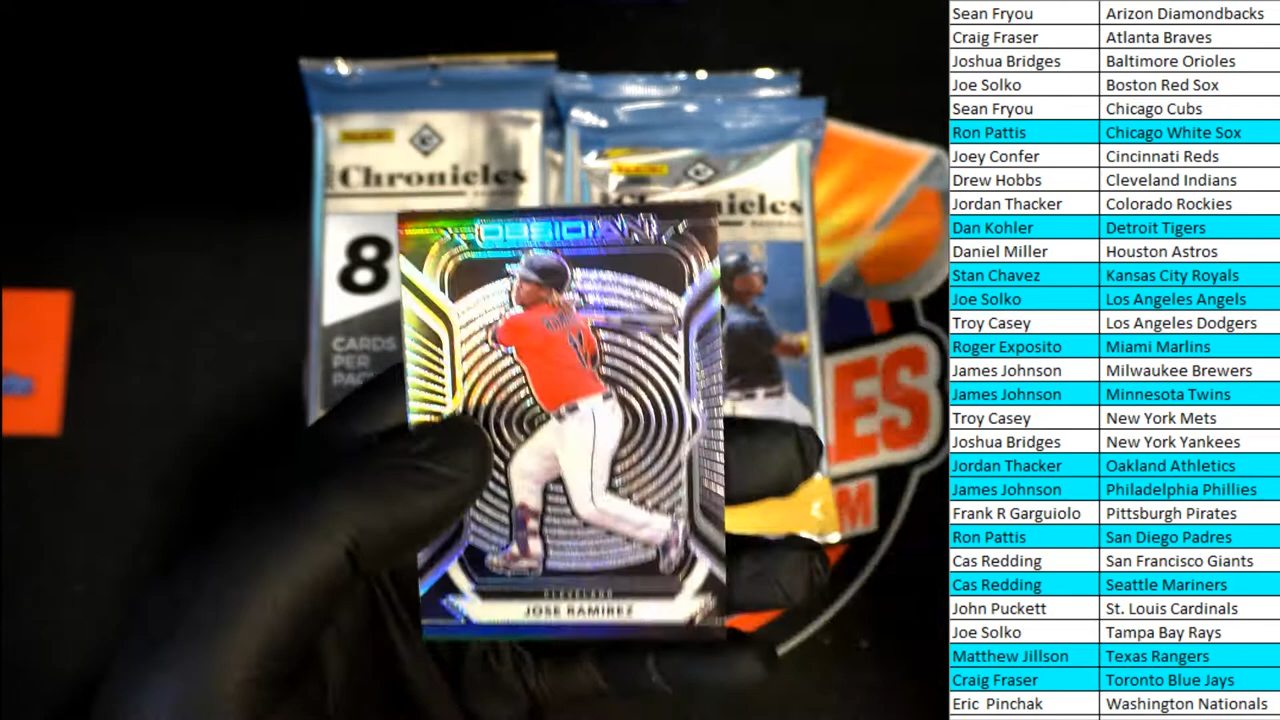 PANINI
Chronicles
8
CARDS
PER
PANINI
nicles
OBSIDIAN
CLEVELAND
JOSE RAMIREZ
ES
M
Sean Fryou Arizon Diamondbacks
Craig Fraser Atlanta Braves
Joshua Bridges Baltimore Orioles
Joe Solko Boston Red Sox
Sean Fryou Chicago Cubs
Ron Pattis Chicago White Sox
Joey Confer Cincinnati Reds
Drew Hobbs Cleveland Indians
Jordan Thacker Colorado Rockies
Dan Kohler Detroit Tigers
Daniel Miller Houston Astros
Stan Chavez Kansas City Royals
Joe Solko Los Angeles Angels
Troy Casey Los Angeles Dodgers
Roger Exposito Miami Marlins
James Johnson Milwaukee Brewers
James Johnson Minnesota Twins
Troy Casey New York Mets
Joshua Bridges New York Yankees
Jordan Thacker Oakland Athletics
James Johnson Philadelphia Phillies
Frank R Garguiolo Pittsburgh Pirates
Ron Pattis San Diego Padres
Cas Redding San Francisco Giants
Cas Redding Seattle Mariners
John Puckett St. Louis Cardinals
Joe Solko Tampa Bay Rays
Matthew Jillson Texas Rangers
Craig Fraser Toronto Blue Jays
Eric Pinchak Washington Nationals